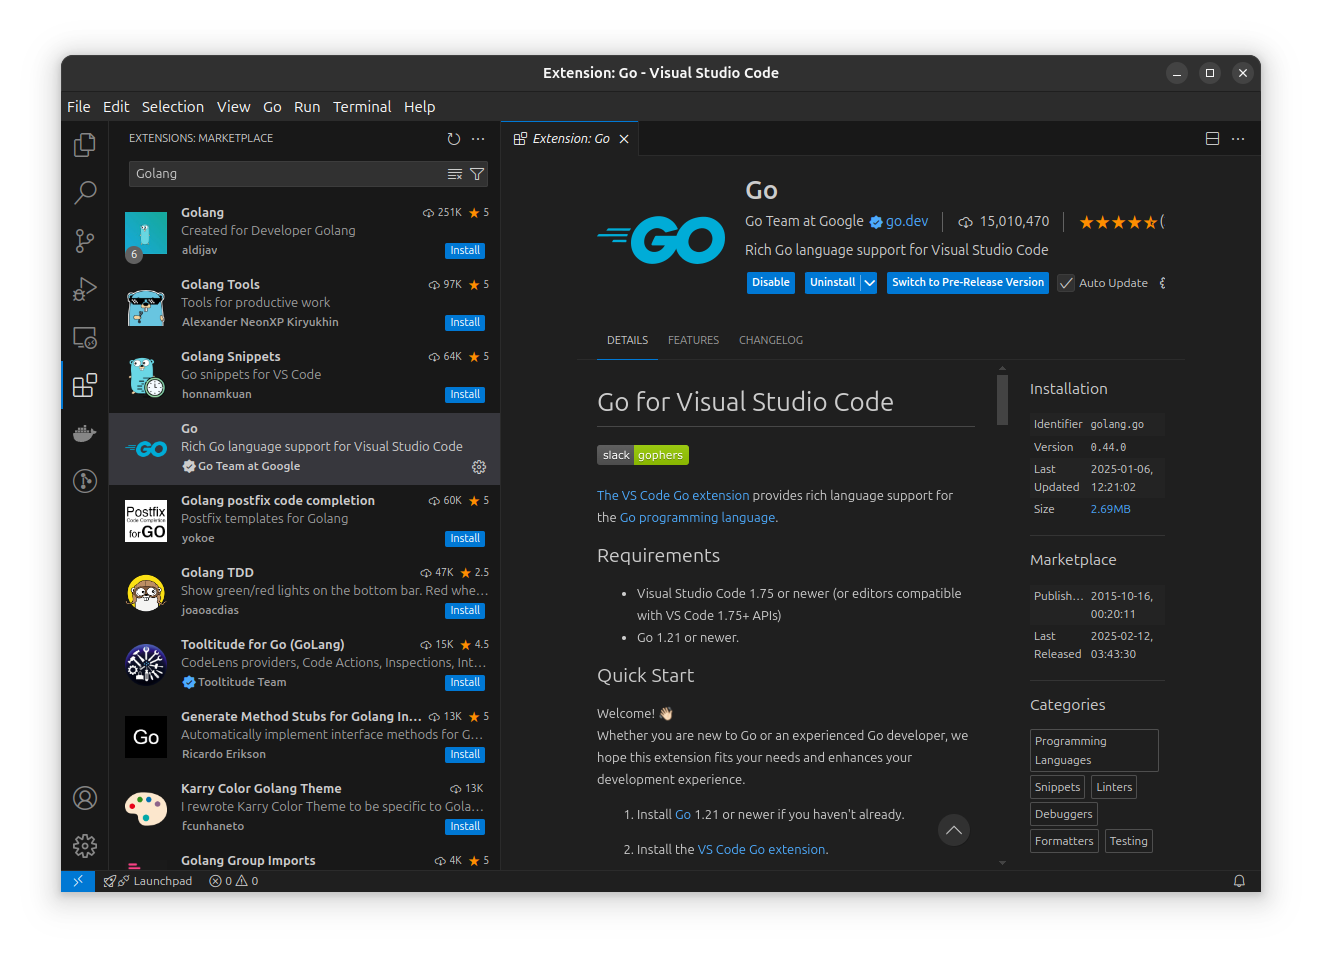 Extension: Go - Visual Studio Code
File Edit Selection View Go Run Terminal Help
EXTENSIONS: MARKETPLACE
Golang
Golang 251K 5
Created for Developer Golang
6
aldijav Install
Golang Tools 97K 5
Tools for productive work
Alexander NeonXP Kiryukhin Install
Golang Snippets 64K 5
Go snippets for VS Code
honnamkuan Install
Go
GO
Rich Go language support for Visual Studio Code
Go Team at Google
Golang postfix code completion 60K 5
Postfix
Code Completion
for GO
Postfix templates for Golang
yokoe Install
Golang TDD 47K 2.5
Show green/red lights on the bottom bar. Red whe...
joaoacdias Install
Tooltitude for Go (GoLang) 15K 4.5
CodeLens providers, Code Actions, Inspections, Int...
Tooltitude Team Install
Generate Method Stubs for Golang In... 13K 5
Go
Automatically implement interface methods for G...
Ricardo Erikson Install
Karry Color Golang Theme 13K
I rewrote Karry Color Theme to be specific to Gola...
fcunhaneto Install
Golang Group Imports 4K 5
Extension: Go
GO
Go
Go Team at Google go.dev 15,010,470 (
Rich Go language support for Visual Studio Code
Disable Uninstall Switch to Pre-Release Version Auto Update
DETAILS FEATURES CHANGELOG
Go for Visual Studio Code
slack gophers
The VS Code Go extension provides rich language support for
the Go programming language.
Requirements
• Visual Studio Code 1.75 or newer (or editors compatible
with VS Code 1.75+ APIs)
• Go 1.21 or newer.
Quick Start
Welcome! 👋
Whether you are new to Go or an experienced Go developer, we
hope this extension fits your needs and enhances your
development experience.
1. Install Go 1.21 or newer if you haven't already.
2. Install the VS Code Go extension.
Installation
Identifier golang.go
Version 0.44.0
Last Updated 2025-01-06, 12:21:02
Size 2.69MB
Marketplace
Publish... 2015-10-16, 00:20:11
Last Released 2025-02-12, 03:43:30
Categories
Programming Languages
Snippets Linters
Debuggers
Formatters Testing
Launchpad 0 0